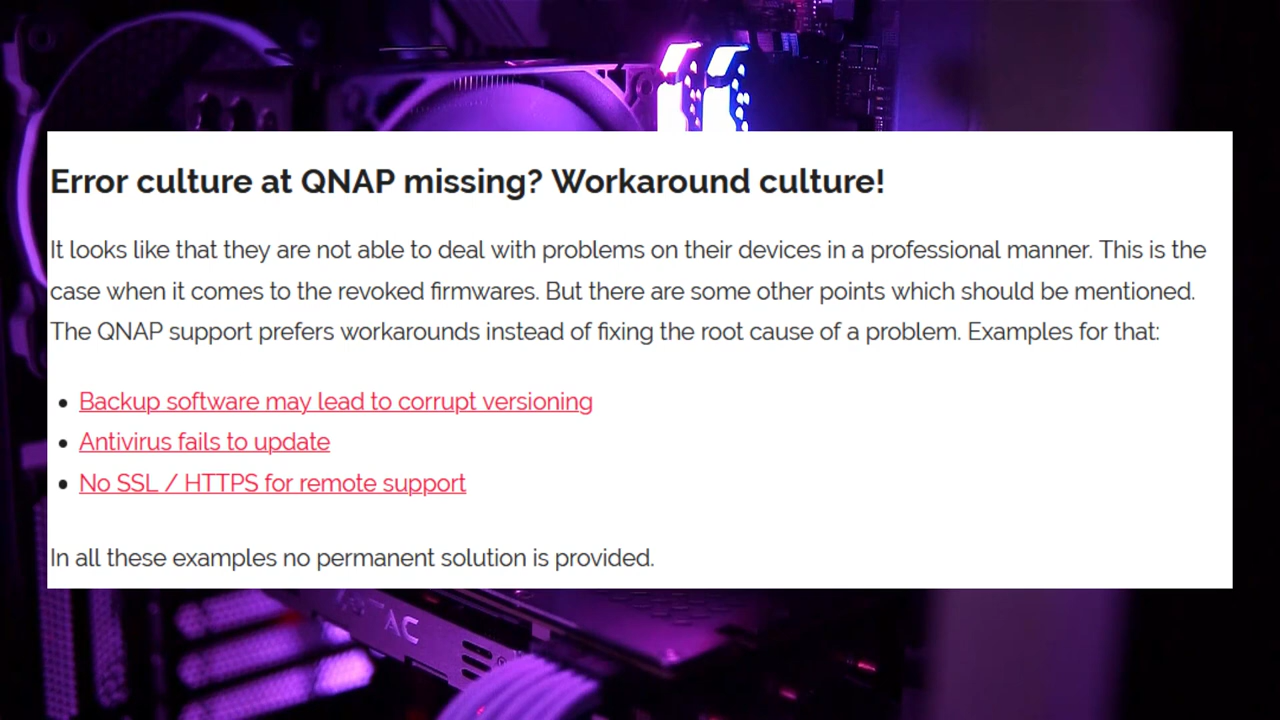 Error culture at QNAP missing? Workaround culture!
It looks like that they are not able to deal with problems on their devices in a professional manner. This is the
case when it comes to the revoked firmwares. But there are some other points which should be mentioned.
The QNAP support prefers workarounds instead of fixing the root cause of a problem. Examples for that:
• Backup software may lead to corrupt versioning
• Antivirus fails to update
• No SSL / HTTPS for remote support
In all these examples no permanent solution is provided.